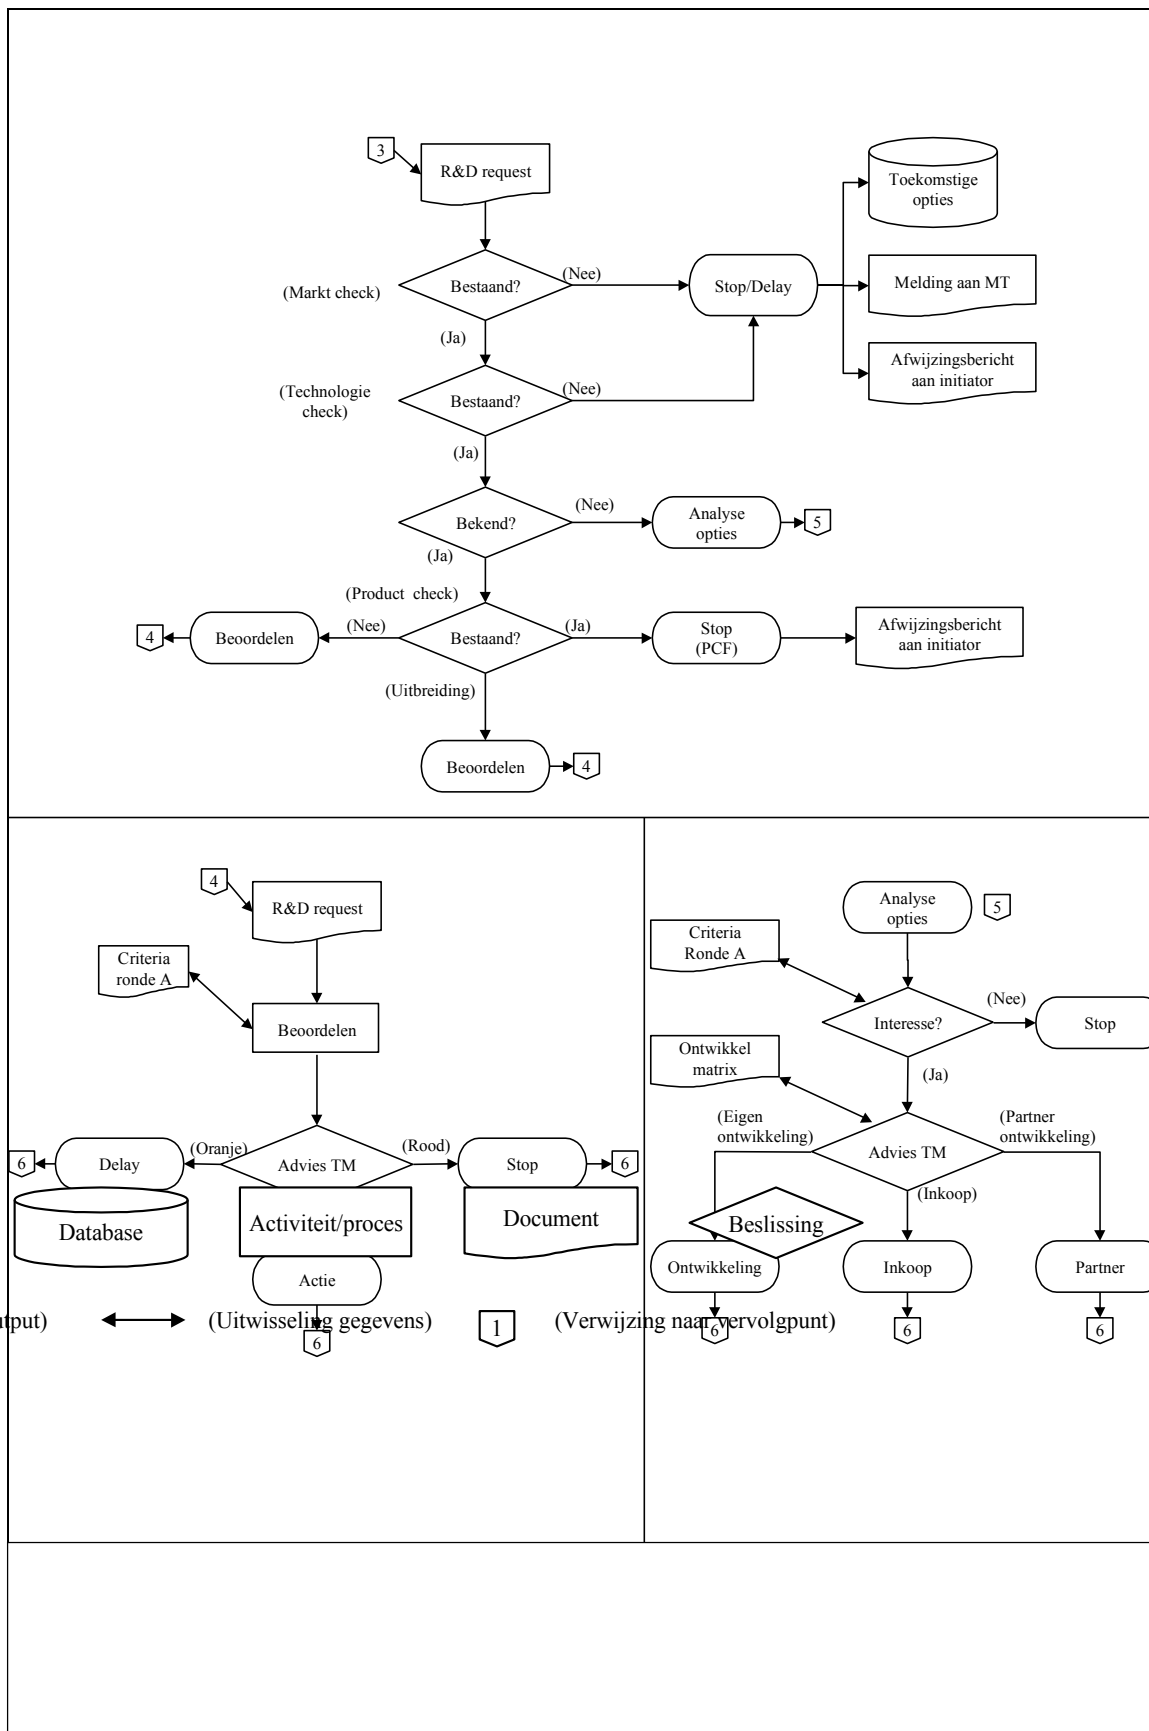 3
R&D request
Toekomstige
opties
(Markt check)
Bestaand?
(Nee)
Stop/Delay
Melding aan MT
(Ja)
Afwijzingsbericht
aan initiator
(Technologie
check)
Bestaand?
(Nee)
(Ja)
Bekend?
(Nee)
Analyse
opties
5
(Ja)
(Product check)
4
Beoordelen
(Nee)
Bestaand?
(Ja)
Stop
(PCF)
Afwijzingsbericht
aan initiator
(Uitbreiding)
Beoordelen
4
4
R&D request
Criteria
ronde A
Beoordelen
6
Delay
(Oranje)
Advies TM
(Rood)
Stop
6
Database
Activiteit/proces
Document
Actie
(Uitwisseling gegevens)
6
1
(Verwijzing naar vervolgpunt)
Analyse
opties
5
Criteria
Ronde A
Interesse?
(Nee)
Stop
Ontwikkel
matrix
(Ja)
(Eigen
ontwikkeling)
Advies TM
(Partner
ontwikkeling)
(Inkoop)
Beslissing
Ontwikkeling
Inkoop
Partner
6
6
6